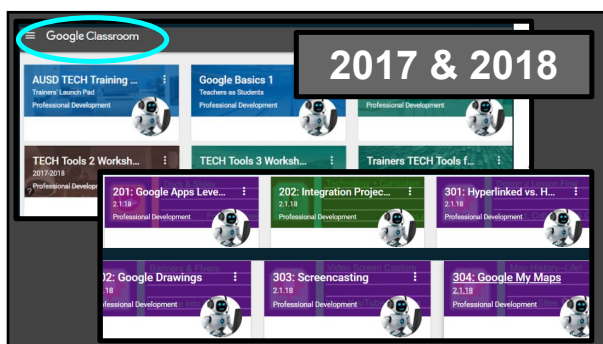 Google Classroom
2017 & 2018
AUSD TECH Training ...
Trainers' Launch Pad
Professional Development
Google Basics 1
Teachers as Students
Professional Development
Professional Development
TECH Tools 2 Worksh...
2017-2018
Professional
TECH Tools 3 Worksh...
Trainers TECH Tools f...
201: Google Apps Leve...
2.1.18
Professional Development
202: Integration Projec...
2.1.18
Professional Development
301: Hyperlinked vs. H...
2.1.18
Professional Development
02: Google Drawings
.18
fessional Development
303: Screencasting
2.1.18
Professional Development
304: Google My Maps
2.1.18
Professional Development